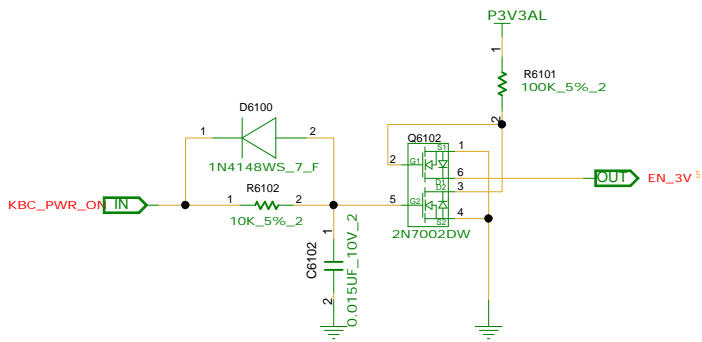 P3V3AL
1
R6101
100K_5%_2
2
D6100
1
2
1N4148WS_7_F
Q6102
S1
1
2
G1
D1
6
D2
3
R6102
KBC_PWR_ON
IN
1
2
5
G2
4
S2
10K_5%_2
2N7002DW
OUT
EN_3V
5
1
C6102
0.015UF_10V_2
2